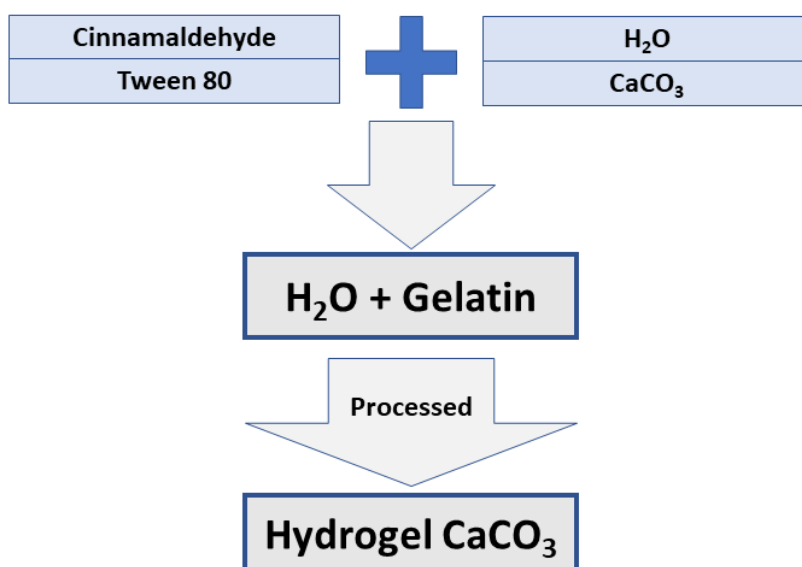 Cinnamaldehyde
Tween 80
H₂O
CaCO₃
H₂O + Gelatin
Processed
Hydrogel CaCO₃